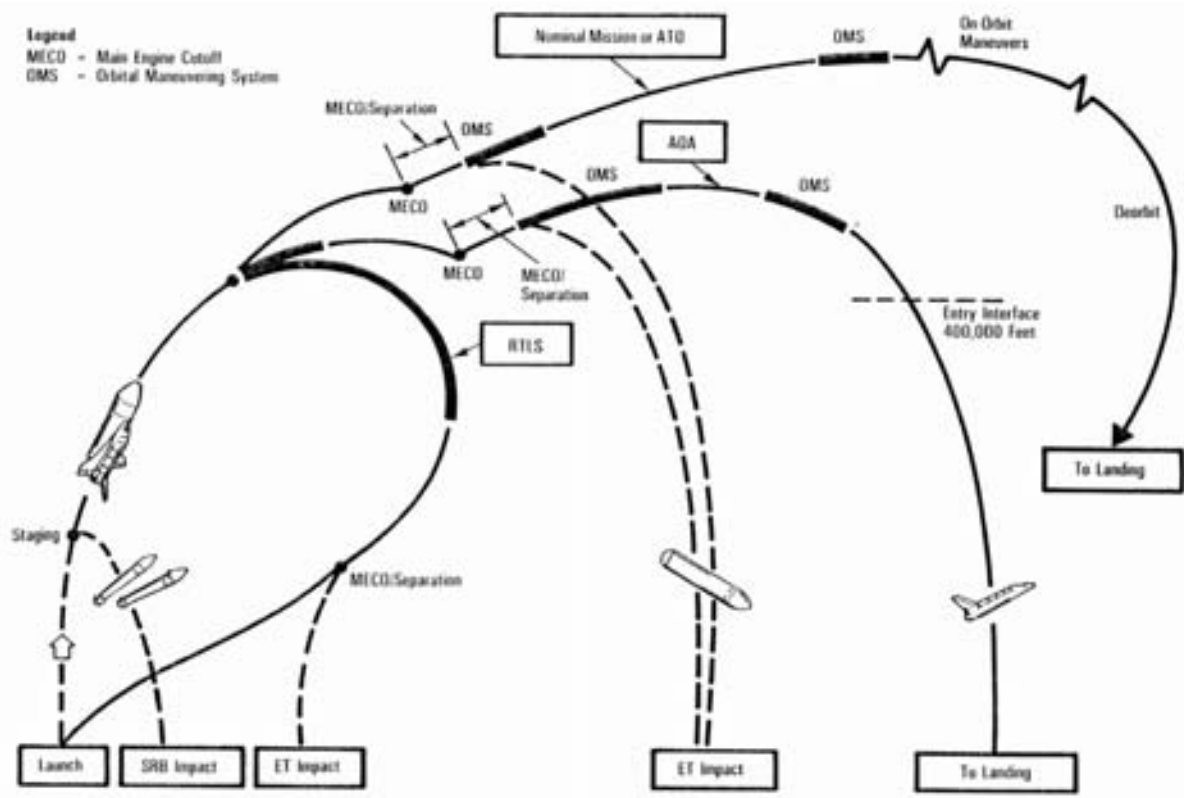 Legend
MECO - Main Engine Cutoff
OMS - Orbital Maneuvering System
Nominal Mission or ATO
OMS
On Orbit
Maneuvers
MECO/Separation
OMS
AOA
MECO
OMS
OMS
Deorbit
MECO
MECO/
Separation
Entry Interface
400,000 Feet
RTLS
To Landing
Staging
MECO/Separation
Launch
SRB Impact
ET Impact
ET Impact
To Landing